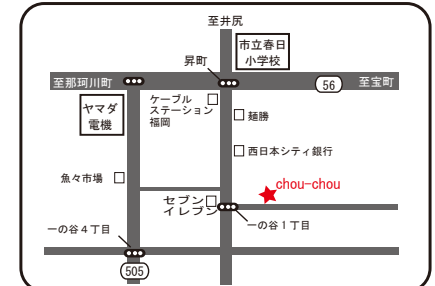 至井尻
市立春日
小学校
昇町
至那珂川町
56
至宝町
ヤマダ
電機
ケーブル
ステーション
福岡
麺勝
西日本シティ銀行
魚々市場
chou-chou
セブン
イレブン
一の谷4丁目
一の谷1丁目
505